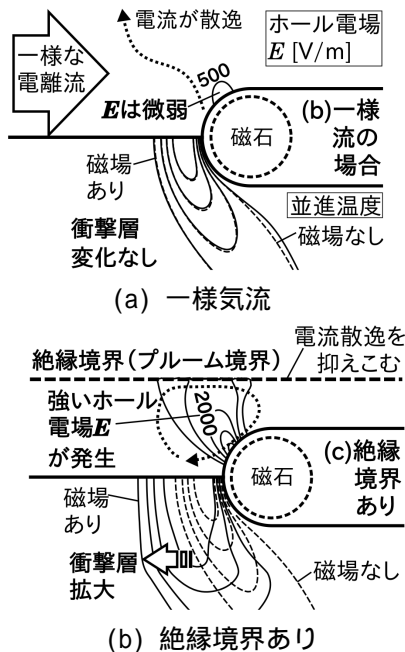 電流が散逸
ホール電場
E [V/m]
一様な
電離流
500
Eは微弱
磁石
(b)一様
流の
場合
磁場
あり
並進温度
衝撃層
変化なし
磁場なし
(a) 一様気流
電流散逸を
抑えこむ
絶縁境界(プルーム境界)
強いホール
電場E
が発生
2000
磁石
(c)絶縁
境界
あり
磁場
あり
衝撃層
拡大
磁場なし
(b) 絶縁境界あり